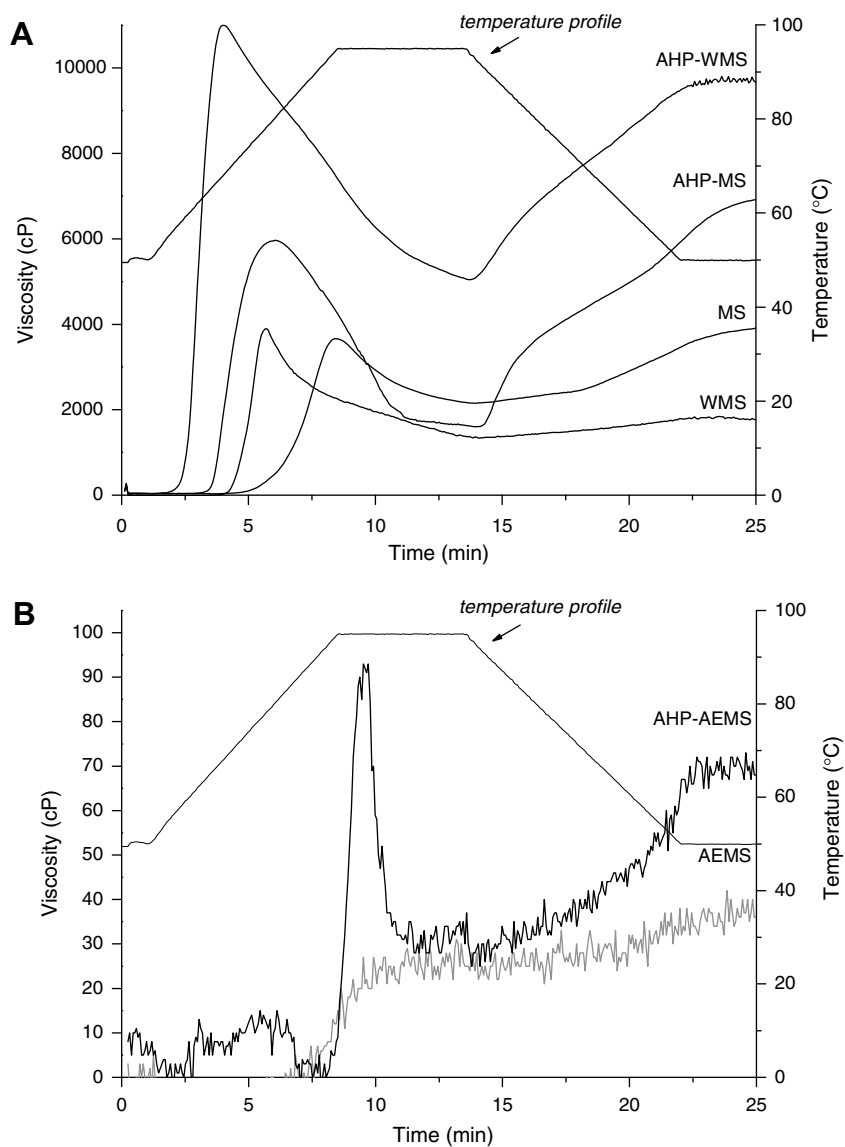 A
temperature profile
100
80
60
40
20
0
Temperature (°C)
10000
8000
6000
4000
2000
0
Viscosity (cP)
AHP-WMS
AHP-MS
MS
WMS
0 5 10 15 20 25
Time (min)
B
temperature profile
100
90
80
70
60
50
40
30
20
10
0
Viscosity (cP)
100
80
60
40
20
0
Temperature (°C)
AHP-AEMS
AEMS
0 5 10 15 20 25
Time (min)